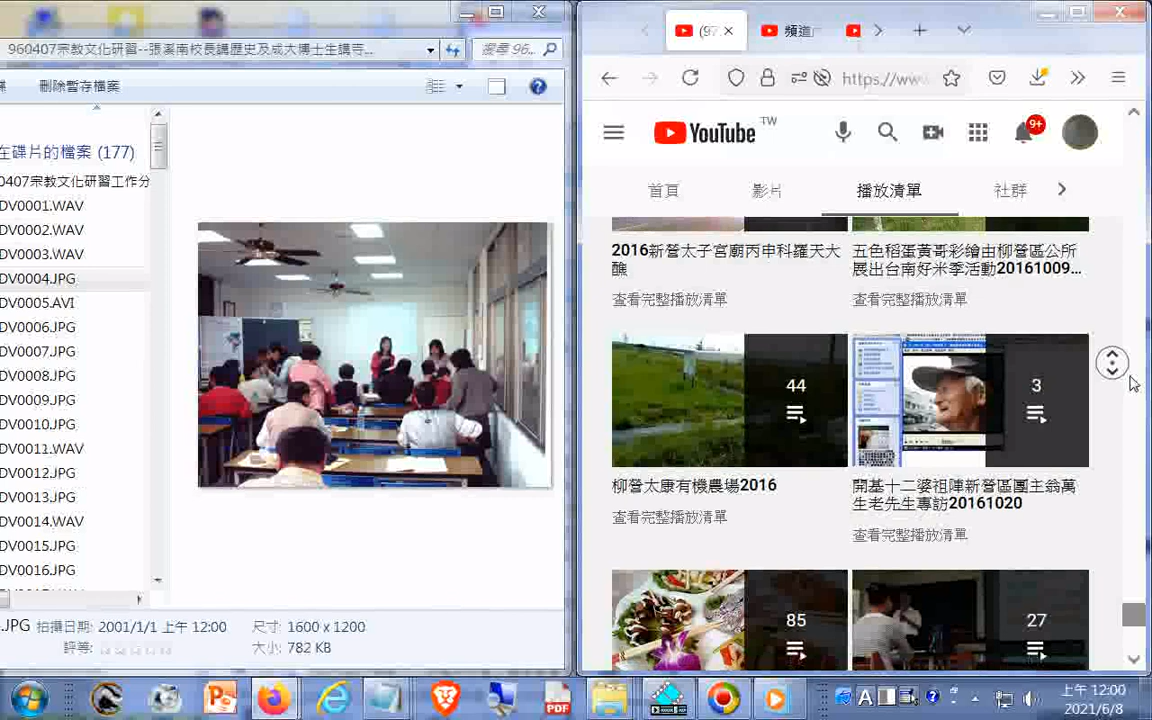 960407宗教文化研習--張溪南校長講歷史及成大博士生講等...
搜尋 96...
刪除暫存檔案
在碟片的檔案 (177)
0407宗教文化研習工作分
DV0001.WAV
DV0002.WAV
DV0003.WAV
DV0004.JPG
DV0005.AVI
DV0006.JPG
DV0007.JPG
DV0008.JPG
DV0009.JPG
DV0010.JPG
DV0011.WAV
DV0012.JPG
DV0013.JPG
DV0014.WAV
DV0015.JPG
DV0016.JPG
.JPG 拍攝日期: 2001/1/1 上午 12:00 尺寸: 1600 x 1200
評等: 大小: 782 KB
(97
頻道
https://www
YouTube TW
9+
首頁 影片 播放清單 社群
2016新營太子宮廟丙申科羅天大醮
查看完整播放清單
五色稻蛋黃哥彩繪由柳營區公所展出台南好米季活動20161009...
查看完整播放清單
44
柳營太康有機農場2016
查看完整播放清單
3
開基十二婆祖陣新營區團主翁萬生老先生專訪20161020
查看完整播放清單
85
27
PDF
上午 12:00
2021/6/8